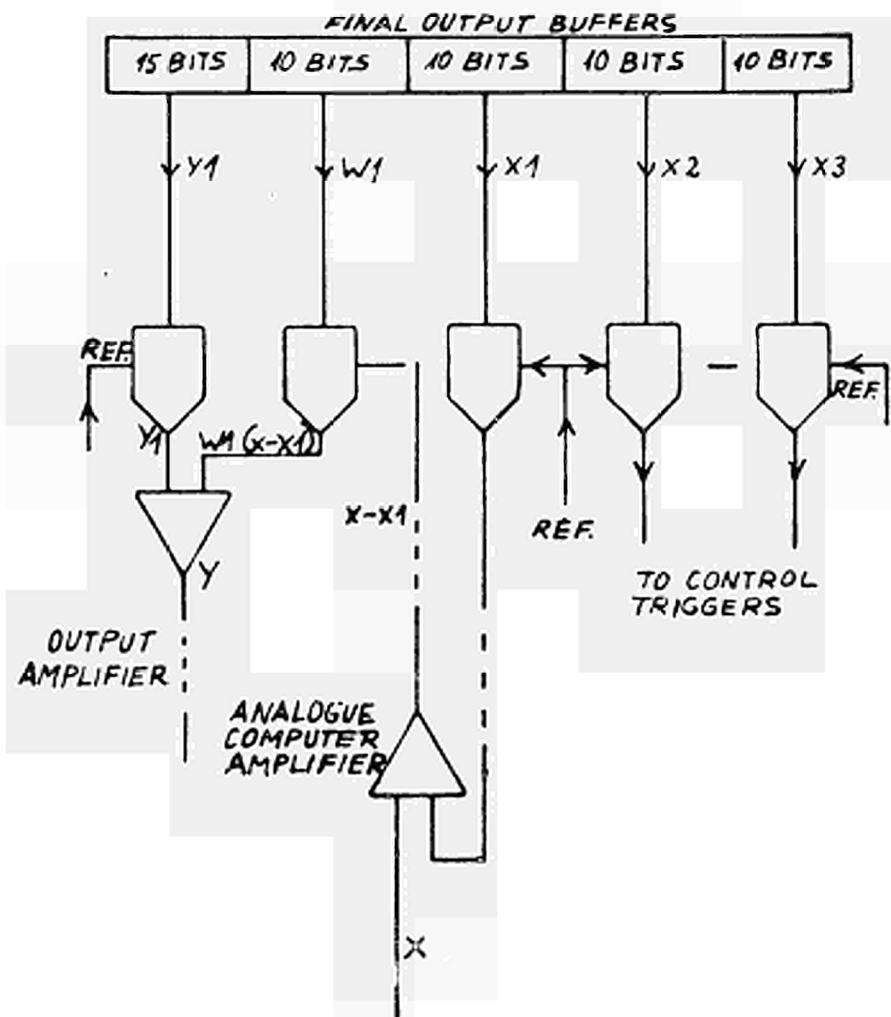 FINAL OUTPUT BUFFERS
15 BITS
10 BITS
10 BITS
10 BITS
10 BITS
Y1
W1
X1
X2
X3
REF.
REF.
Y1
W1 (X-X1)
X-X1
REF.
Y
TO CONTROL
TRIGGERS
OUTPUT
AMPLIFIER
ANALOGUE
COMPUTER
AMPLIFIER
X